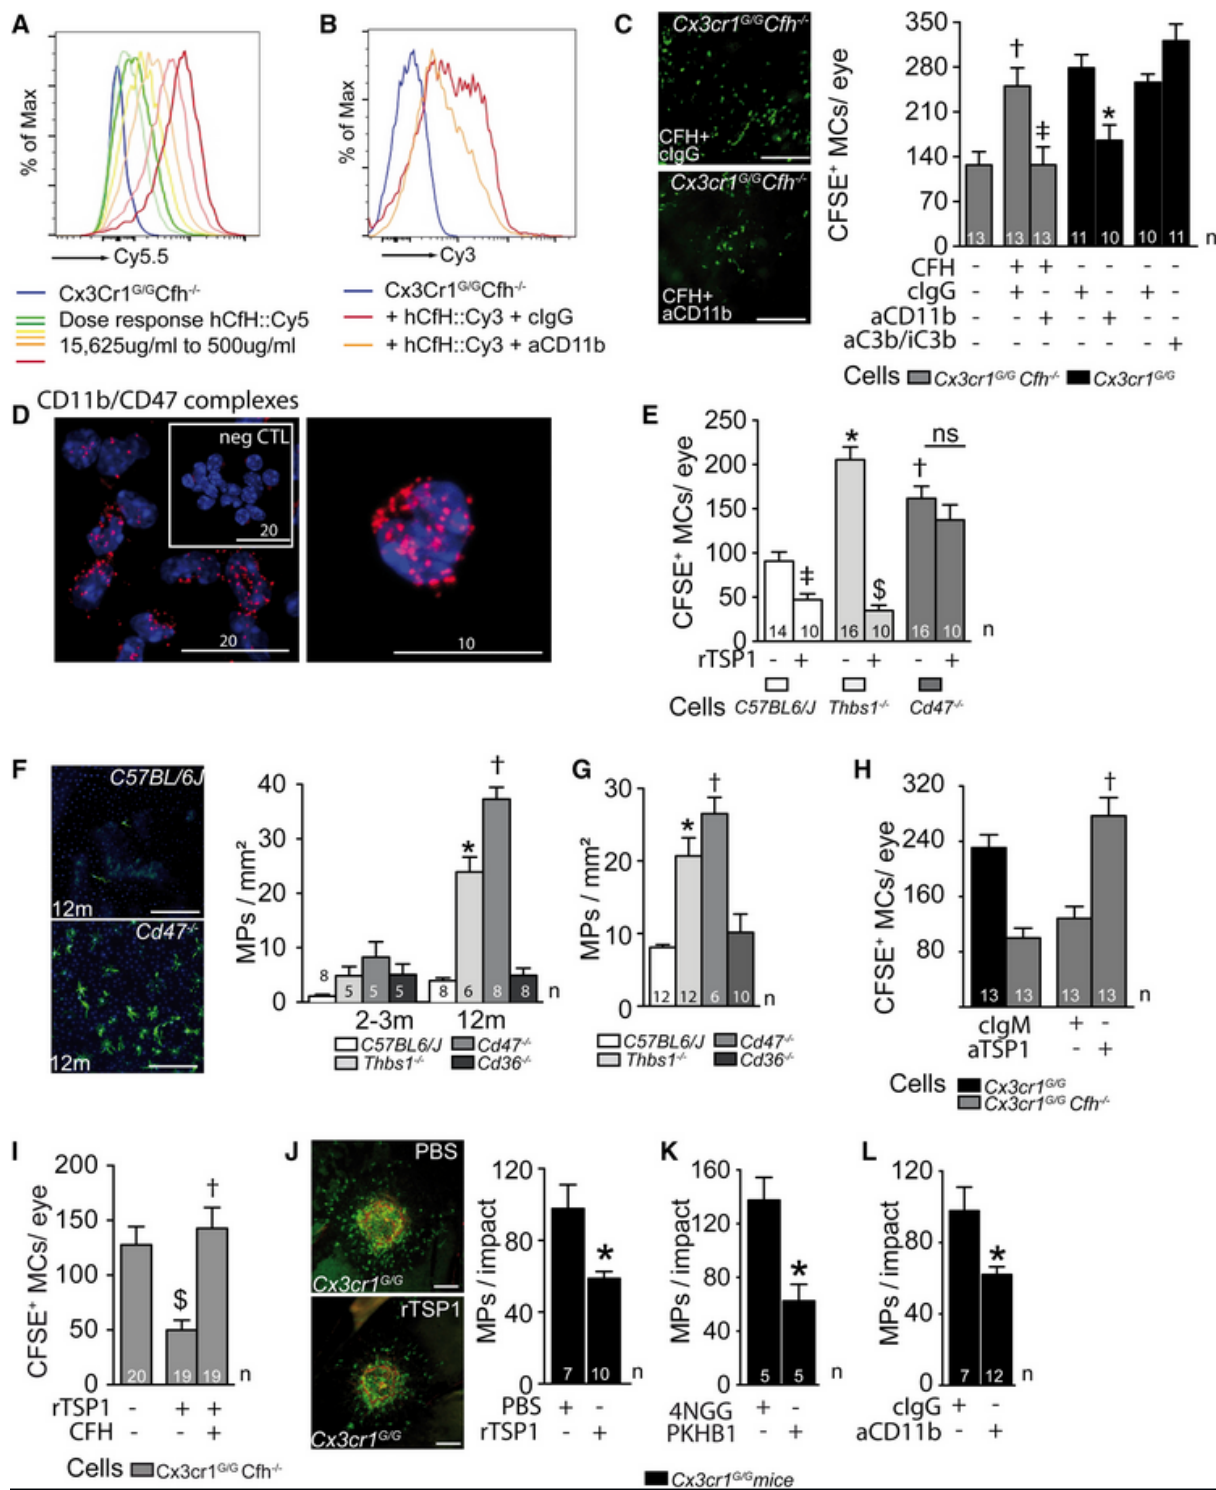 A
% of Max
Cy5.5
Cx3Cr1G/GCfh-/-
Dose response hCfH::Cy5
15,625ug/ml to 500ug/ml
B
% of Max
Cy3
Cx3Cr1G/GCfh-/-
+ hCfH::Cy3 + cIgG
+ hCfH::Cy3 + aCD11b
C
Cx3cr1G/GCfh-/-
CFH+
cIgG
Cx3cr1G/GCfh-/-
CFH+
aCD11b
CFSE+ MCs/ eye
350
280
210
140
70
0
† ‡ *
13 13 13 11 10 10 11 n
CFH - + + - - - -
cIgG - + - + - + -
aCD11b - - + - + - -
aC3b/iC3b - - - - - - +
Cells Cx3cr1G/G Cfh-/- Cx3cr1G/G
D
CD11b/CD47 complexes
neg CTL
20
20
10
E
CFSE+ MCs/ eye
250
200
150
100
50
0
‡ * $ † ns
14 10 16 10 16 10 n
rTSP1 - + - + - +
Cells C57BL6/J Thbs1-/- Cd47-/-
F
C57BL/6J
12m
Cd47-/-
12m
MPs / mm²
40
30
20
10
0
* †
8 5 5 5 8 6 8 8 n
2-3m 12m
C57BL6/J Cd47-/-
Thbs1-/- Cd36-/-
G
MPs / mm²
30
20
10
0
* †
12 12 6 10 n
C57BL6/J Cd47-/-
Thbs1-/- Cd36-/-
H
CFSE+ MCs/ eye
320
240
160
80
†
13 13 13 13 n
cIgM + -
aTSP1 - +
Cells Cx3cr1G/G
Cx3cr1G/G Cfh-/-
I
CFSE+ MCs/ eye
200
150
100
50
0
$ †
20 19 19 n
rTSP1 - + +
CFH - - +
Cells Cx3cr1G/G Cfh-/-
J
PBS
Cx3cr1G/G
rTSP1
Cx3cr1G/G
MPs / impact
120
80
40
0
*
7 10 n
PBS + -
rTSP1 - +
K
MPs / impact
160
120
80
40
0
*
5 5 n
4NGG + -
PKHB1 - +
L
MPs / impact
120
80
40
0
*
7 12 n
cIgG + -
aCD11b - +
Cx3cr1G/G mice